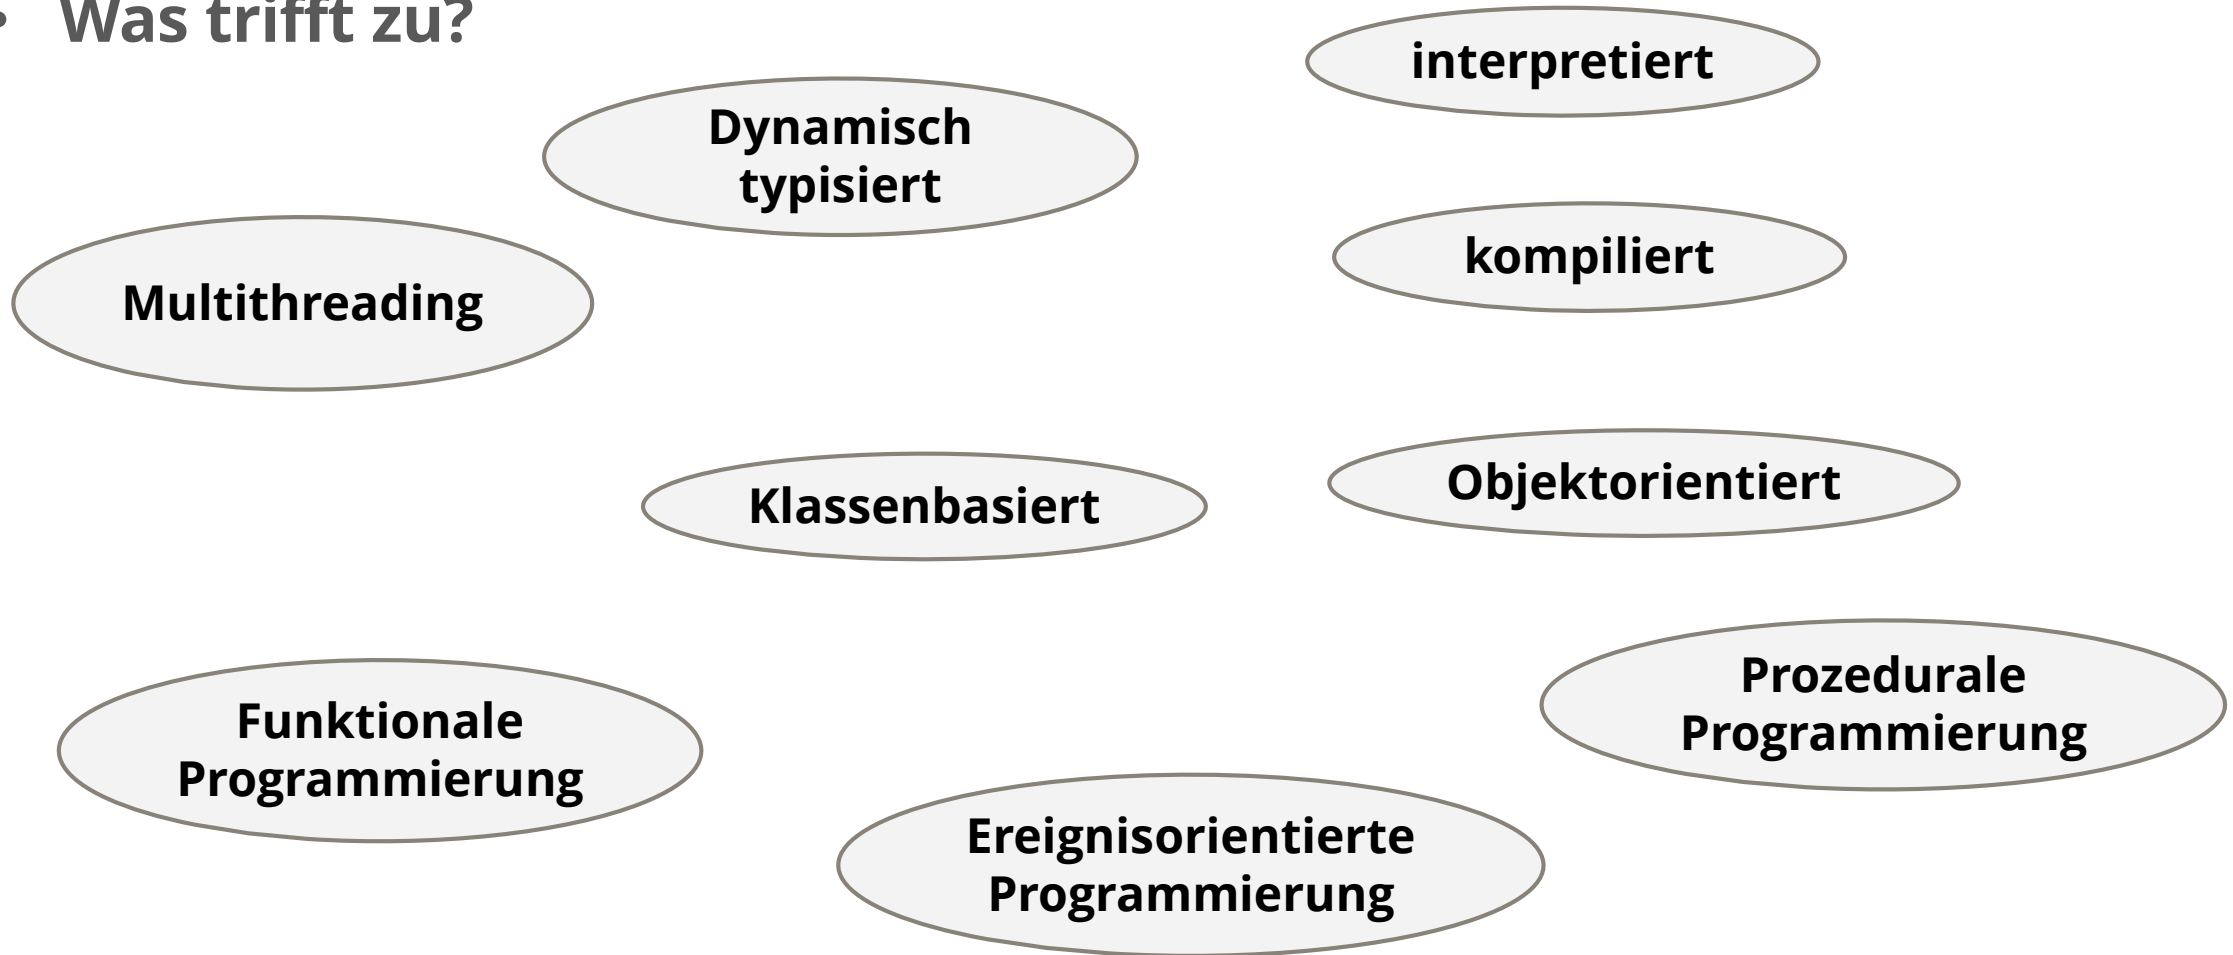 • Was trifft zu?
interpretiert
Dynamisch
typisiert
kompiliert
Multithreading
Klassenbasiert
Objektorientiert
Prozedurale
Programmierung
Funktionale
Programmierung
Ereignisorientierte
Programmierung